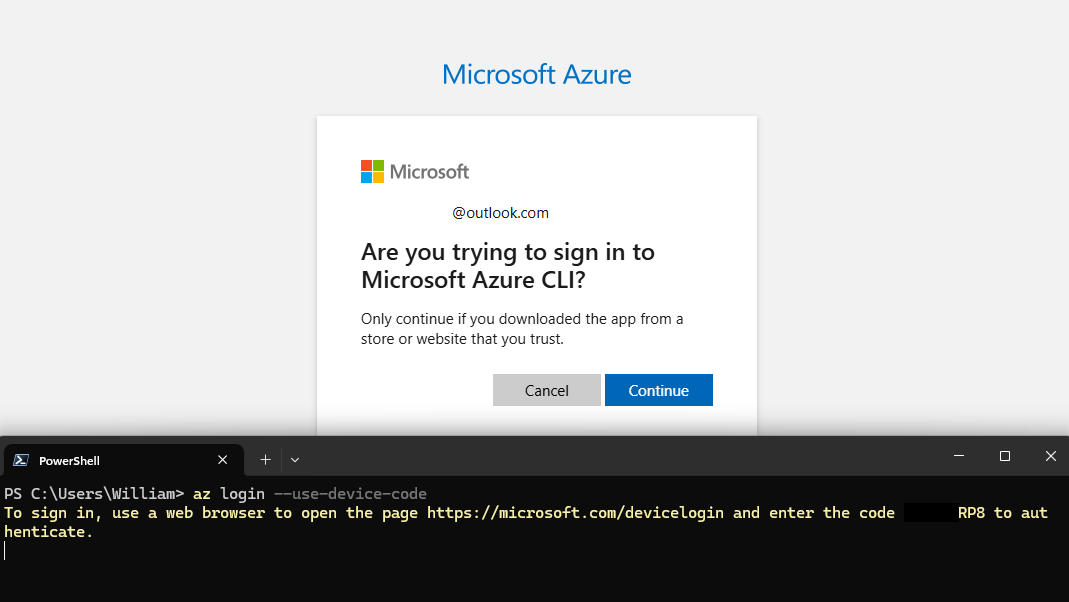 Microsoft Azure
Microsoft
@outlook.com
Are you trying to sign in to
Microsoft Azure CLI?
Only continue if you downloaded the app from a
store or website that you trust.
Cancel
Continue
PowerShell
PS C:\Users\William> az login --use-device-code
To sign in, use a web browser to open the page https://microsoft.com/devicelogin and enter the code RP8 to aut
henticate.